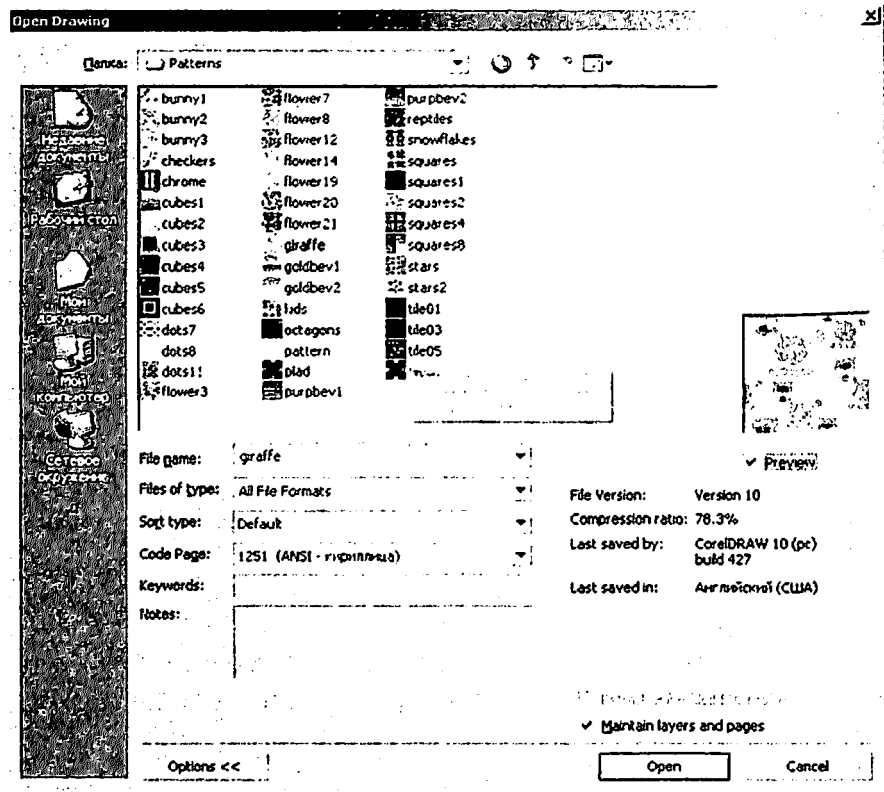 Open Drawing
Папка: Patterns
bunny1 flower7 purpbev2
bunny2 flower8 reptiles
bunny3 flower12 snowflakes
checkers flower14 squares
chrome flower19 squares1
cubes1 flower20 squares2
cubes2 flower21 squares4
cubes3 giraffe squares8
cubes4 goldbev1 stars
cubes5 goldbev2 stars2
cubes6 kids tile01
dots7 octagons tile03
dots8 pattern tile05
dots11 plaid
flower3 purpbev1
Недавние
документы
Рабочий стол
Мои
документы
Мой
компьютер
Сетевое
окружение
File name: giraffe
Preview
Files of type: All File Formats
File Version: Version 10
Sort type: Default
Compression ratio: 78.3%
Code Page: 1251 (ANSI - кириллица)
Last saved by: CorelDRAW 10 (pc)
build 427
Keywords:
Last saved in: Английский (США)
Notes:
Maintain layers and pages
Options <<
Open
Cancel